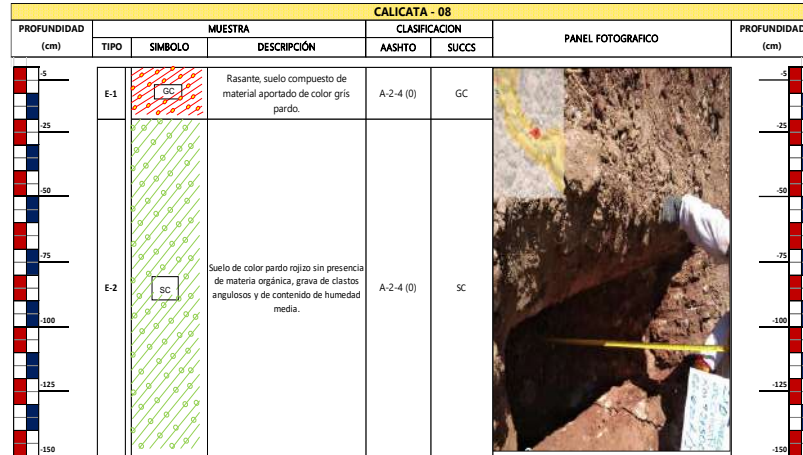 CALICATA - 08
PROFUNDIDAD
(cm)
MUESTRA
CLASIFICACION
PANEL FOTOGRAFICO
PROFUNDIDAD
(cm)
TIPO
SIMBOLO
DESCRIPCIÓN
AASHTO
SUCCS
-5
-25
-50
-75
-100
-125
-150
E-1
GC
Rasante, suelo compuesto de
material aportado de color gris
pardo.
A-2-4 (0)
GC
E-2
SC
Suelo de color pardo rojizo sin presencia
de materia orgánica, grava de clastos
angulosos y de contenido de humedad
media.
A-2-4 (0)
SC
-5
-25
-50
-75
-100
-125
-150